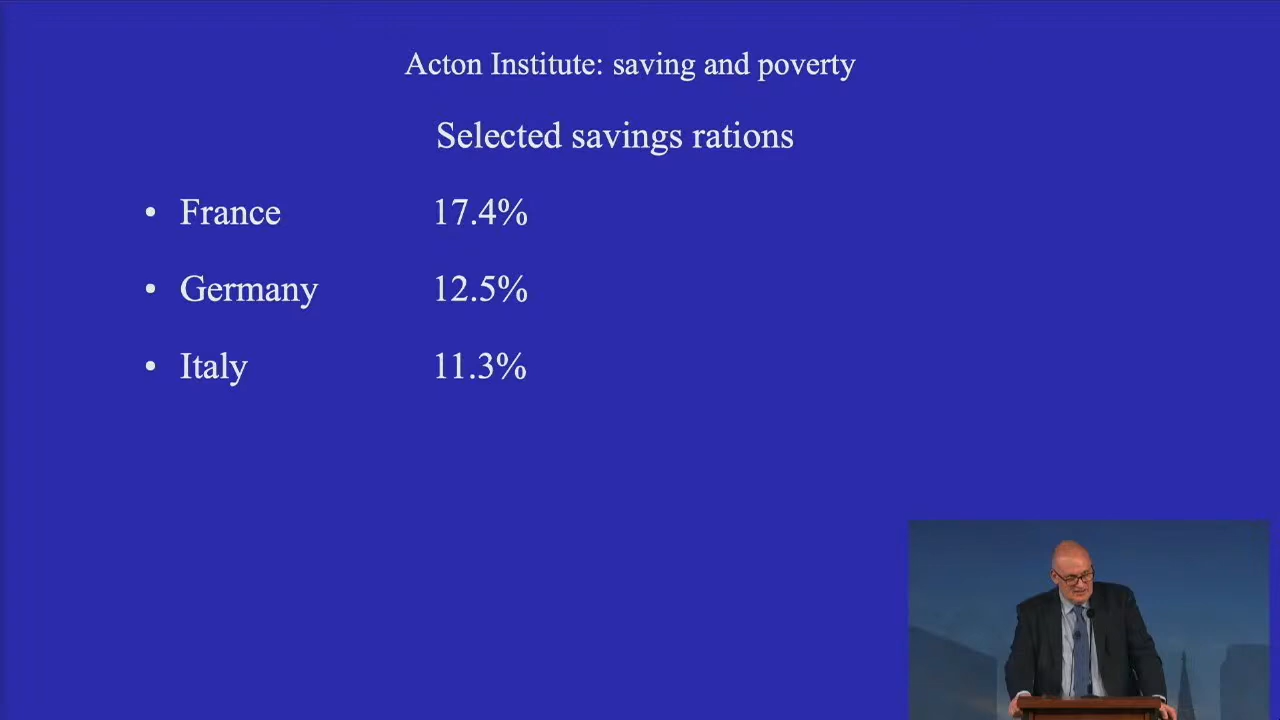 Acton Institute: saving and poverty
Selected savings rations
• France 17.4%
• Germany 12.5%
• Italy 11.3%